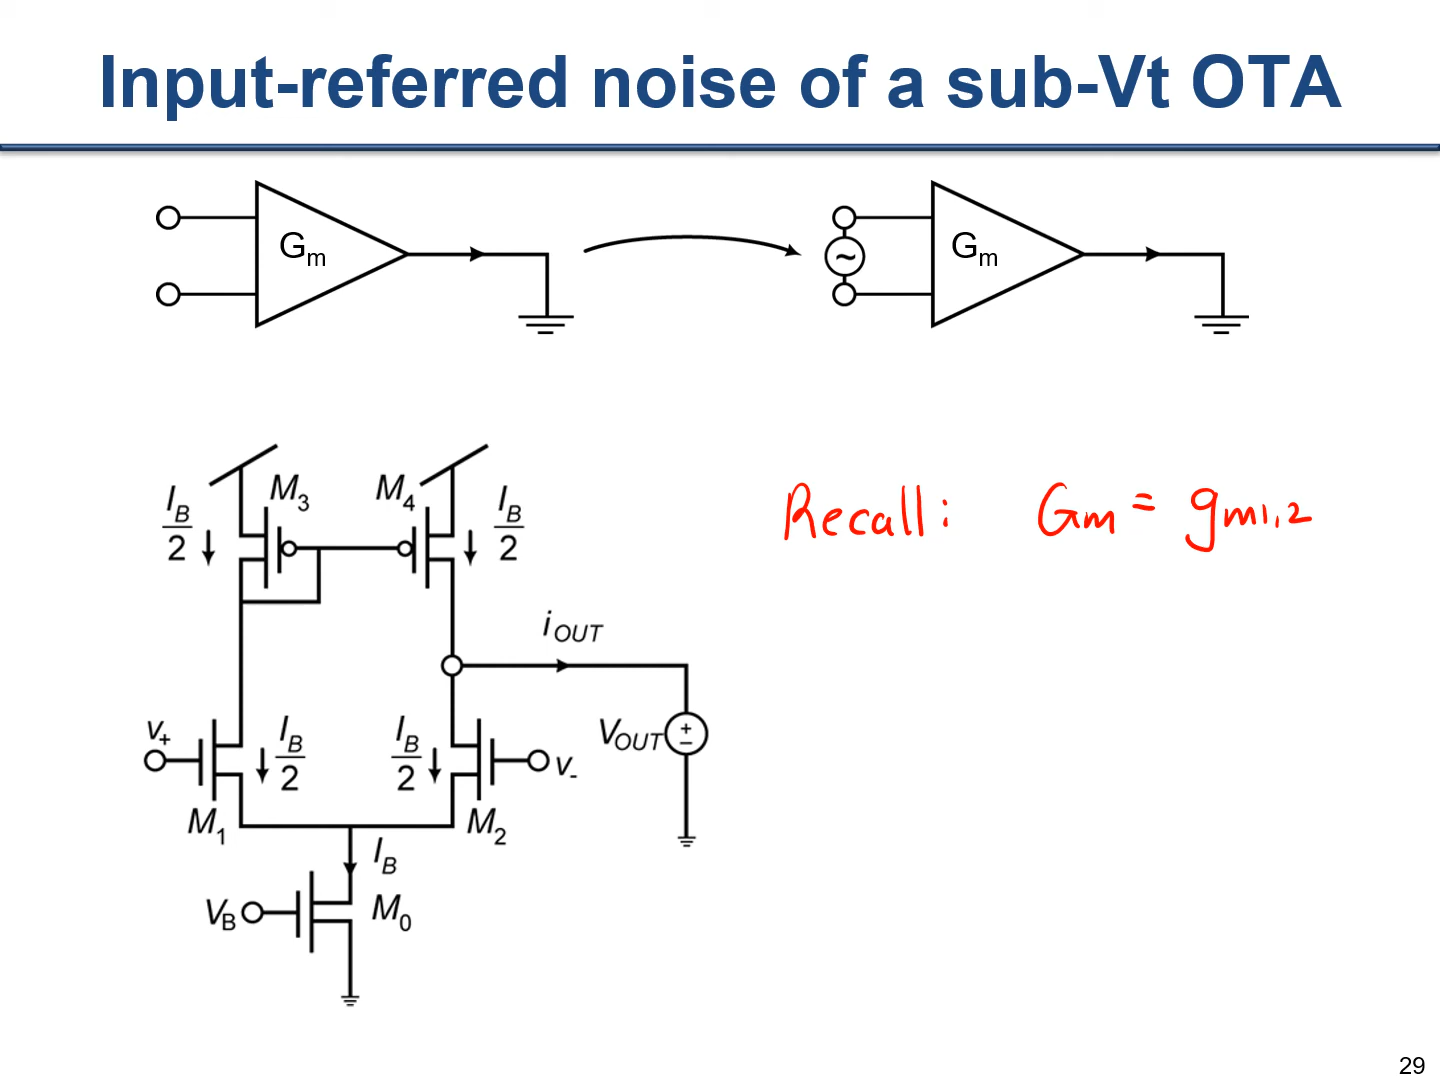 Input-referred noise of a sub-Vt OTA
Gm
~
Gm
M3
M4
IB/2
IB/2
Recall: Gm = gm1,2
iOUT
v+
IB/2
IB/2
v-
VOUT
+
−
M1
M2
IB
VB
M0
29